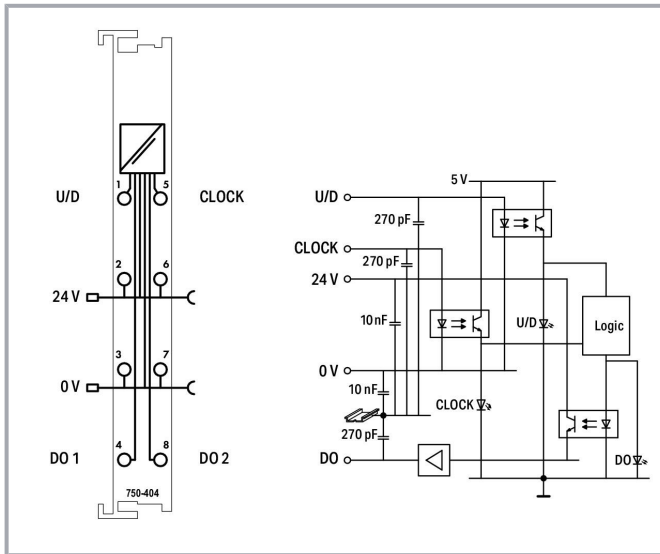 1 5
U/D CLOCK
2 6
24 V
3 7
0 V
4 8
DO 1 DO 2
750-404
5 V
U/D
270 pF
CLOCK
270 pF
24 V
10 nF
U/D
Logic
0 V
10 nF
CLOCK
270 pF
DO
DO